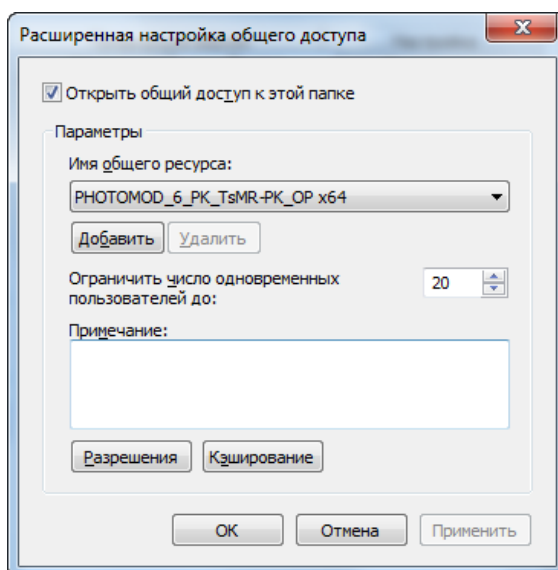 Расширенная настройка общего доступа
Открыть общий доступ к этой папке
Параметры
Имя общего ресурса:
PHOTOMOD_6_PK_TsMR-PK_OP x64
Добавить Удалить
Ограничить число одновременных
пользователей до:
20
Примечание:
Разрешения Кэширование
ОК Отмена Применить